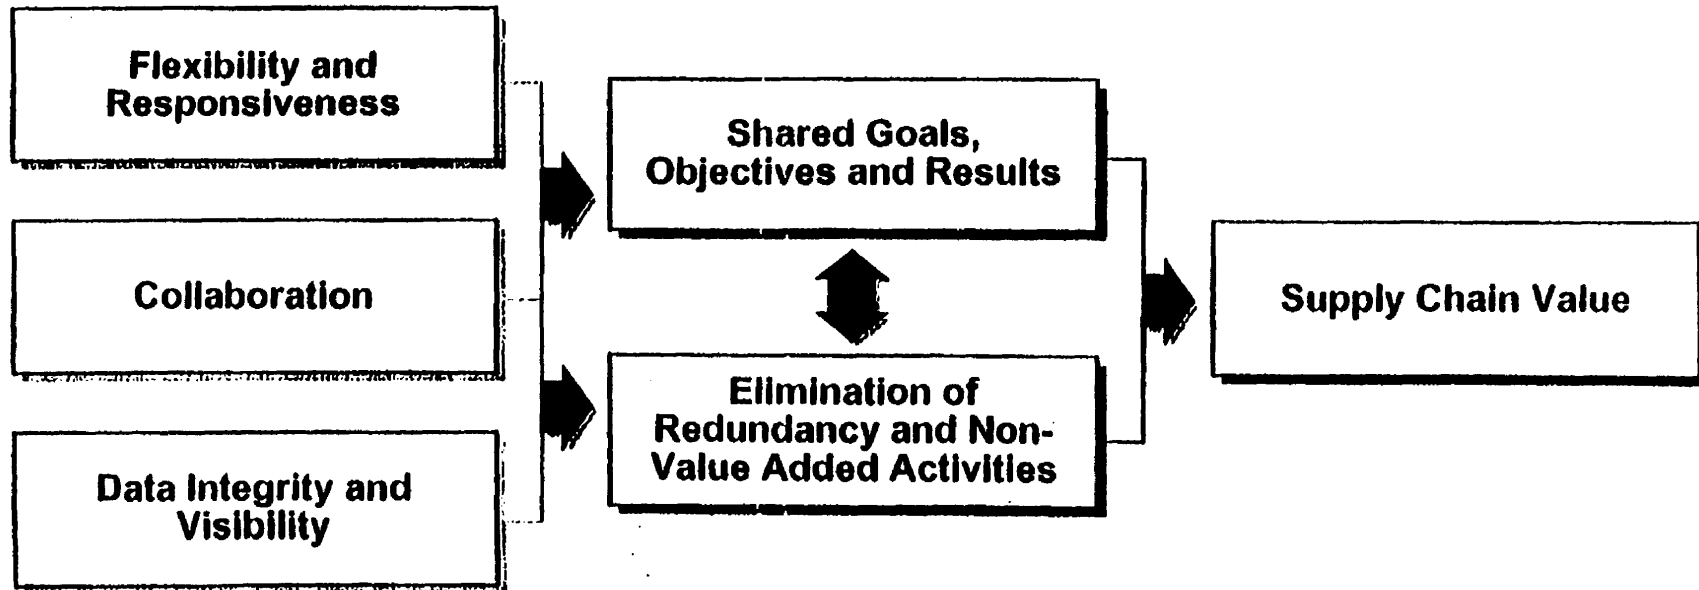 Flexibility and
Responsiveness
Collaboration
Data Integrity and
Visibility
Shared Goals,
Objectives and Results
Elimination of
Redundancy and Non-
Value Added Activities
Supply Chain Value